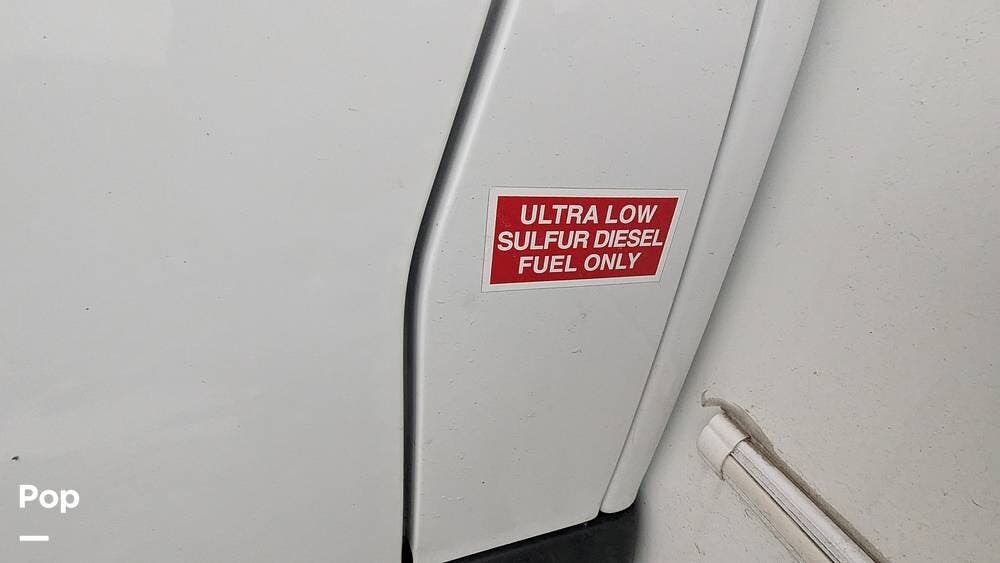 ULTRA LOW
SULFUR DIESEL
FUEL ONLY
Pop